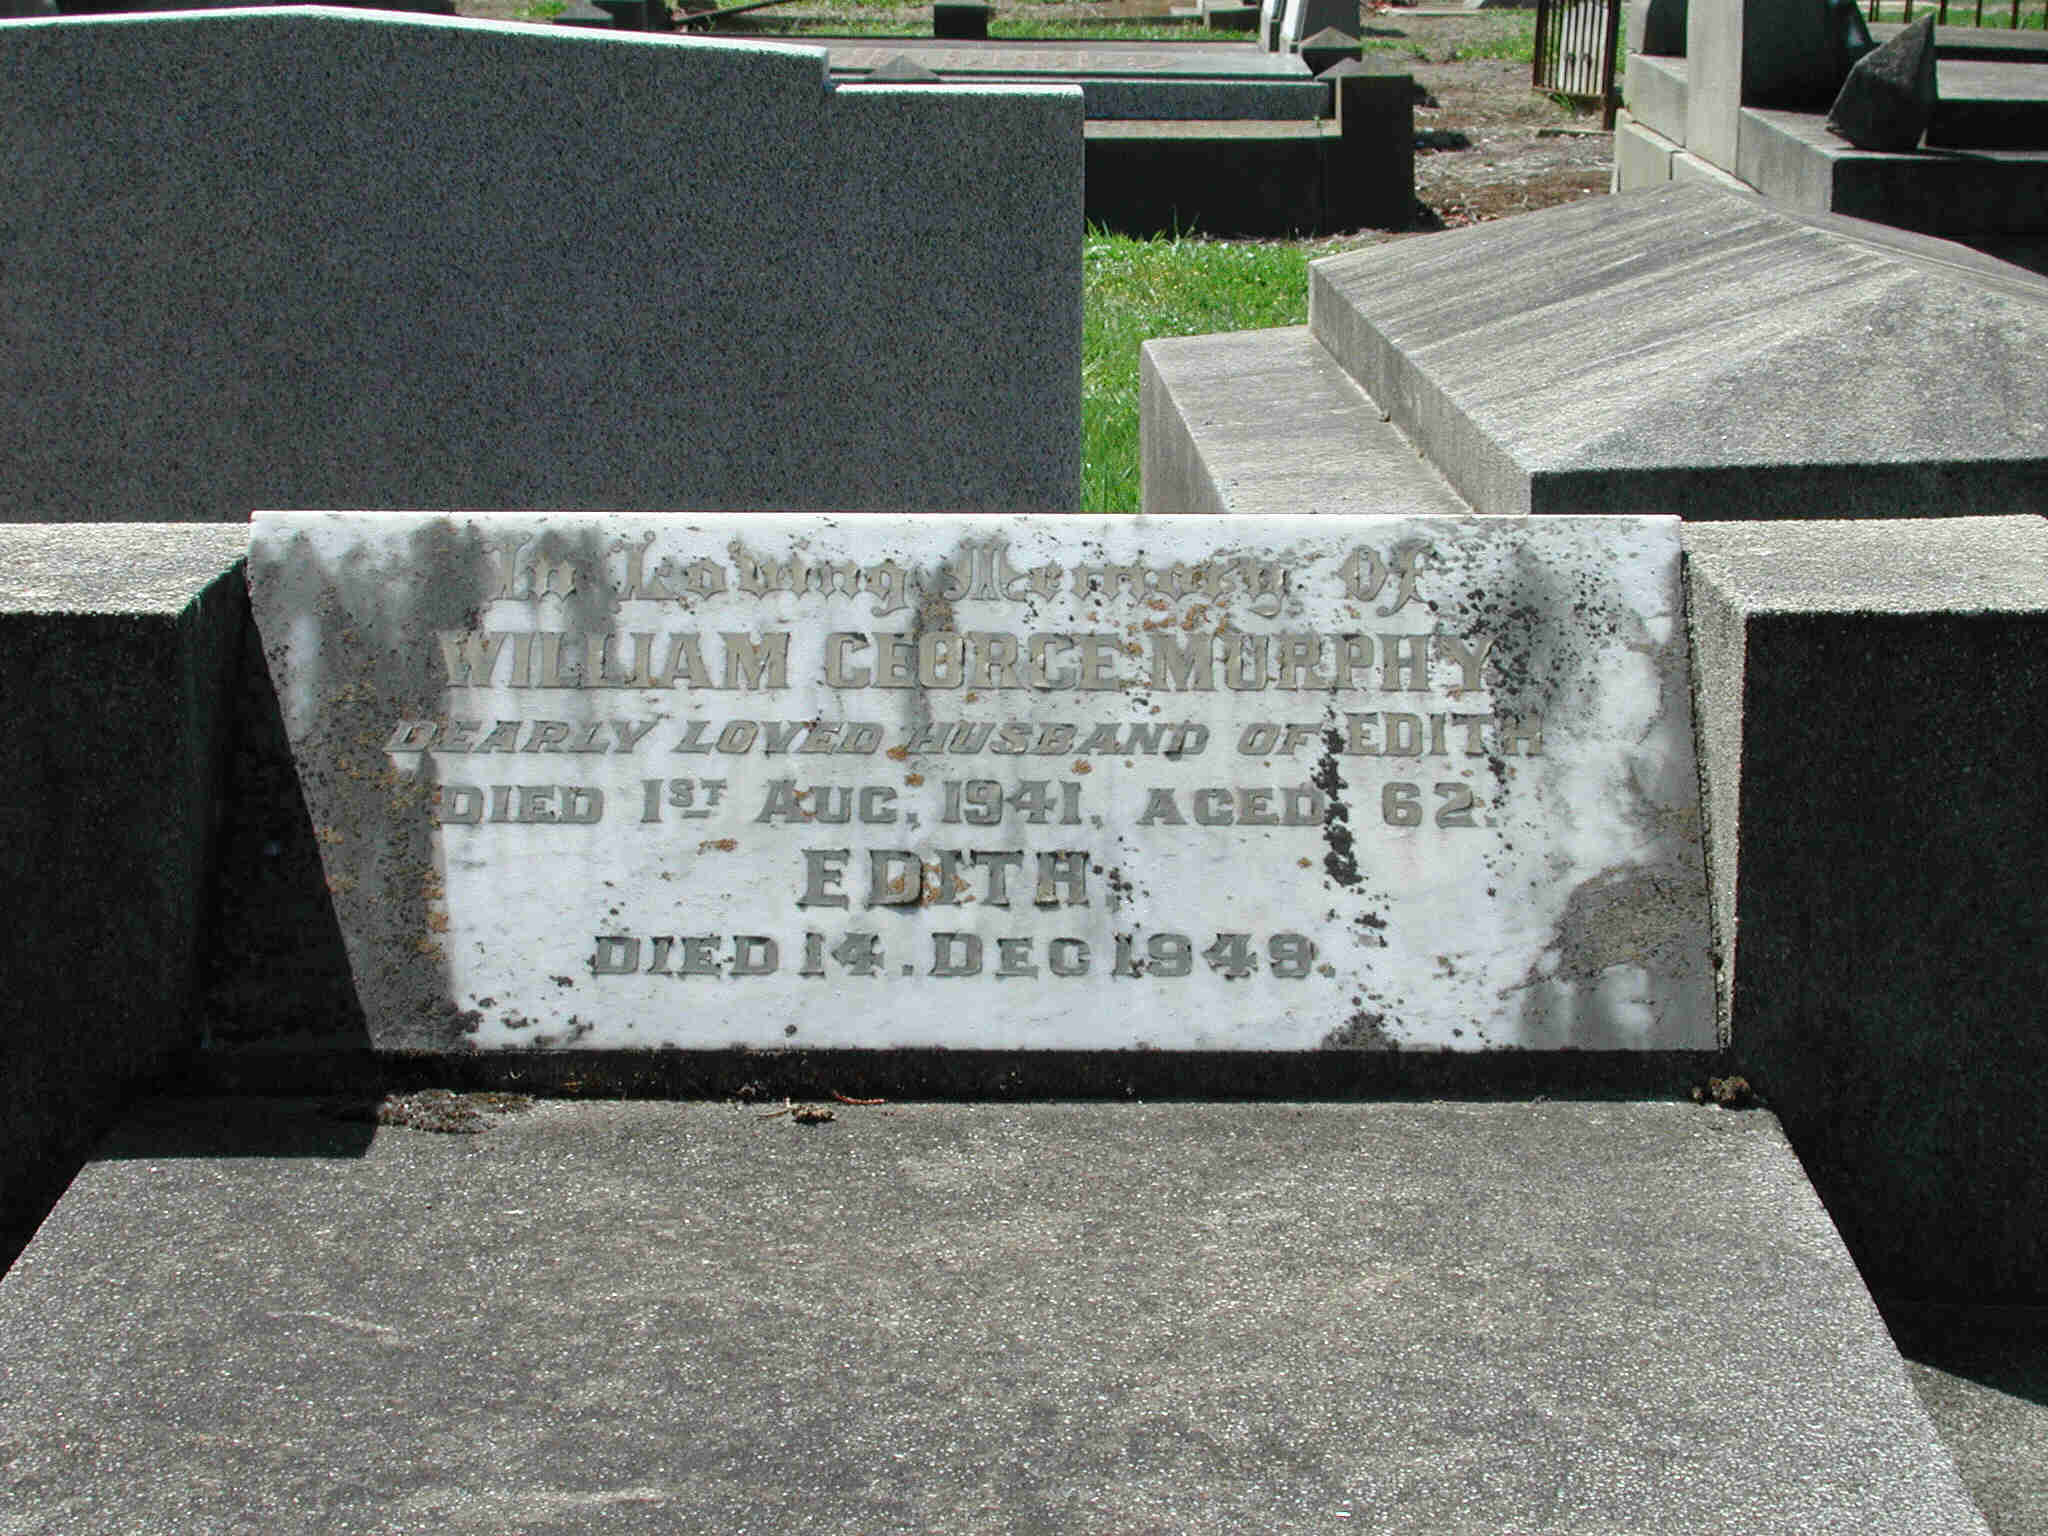 In Loving Memory Of
WILLIAM GEORGE MURPHY
DEARLY LOVED HUSBAND OF EDITH
DIED 1ST AUG. 1941, AGED 62.
EDITH,
DIED 14. DEC 1949.